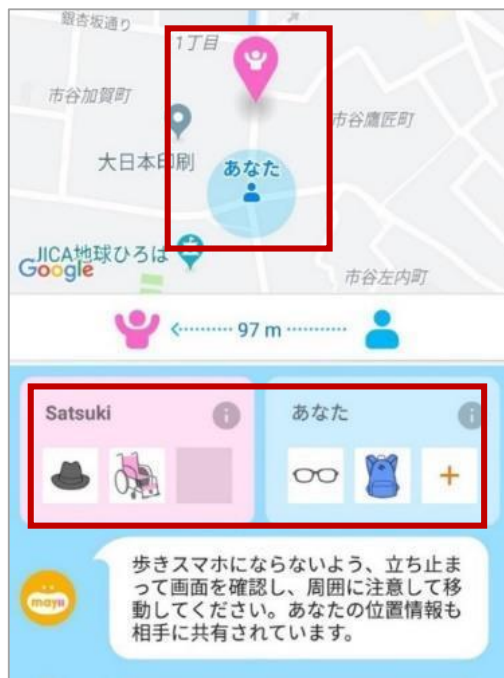 銀杏坂通り
1丁目
市谷加賀町
市谷鷹匠町
大日本印刷
あなた
JICA地球ひろば
Google
市谷左内町
97 m
Satsuki
あなた
mayii
歩きスマホにならないよう、立ち止ま
って画面を確認し、周囲に注意して移
動してください。あなたの位置情報も
相手に共有されています。